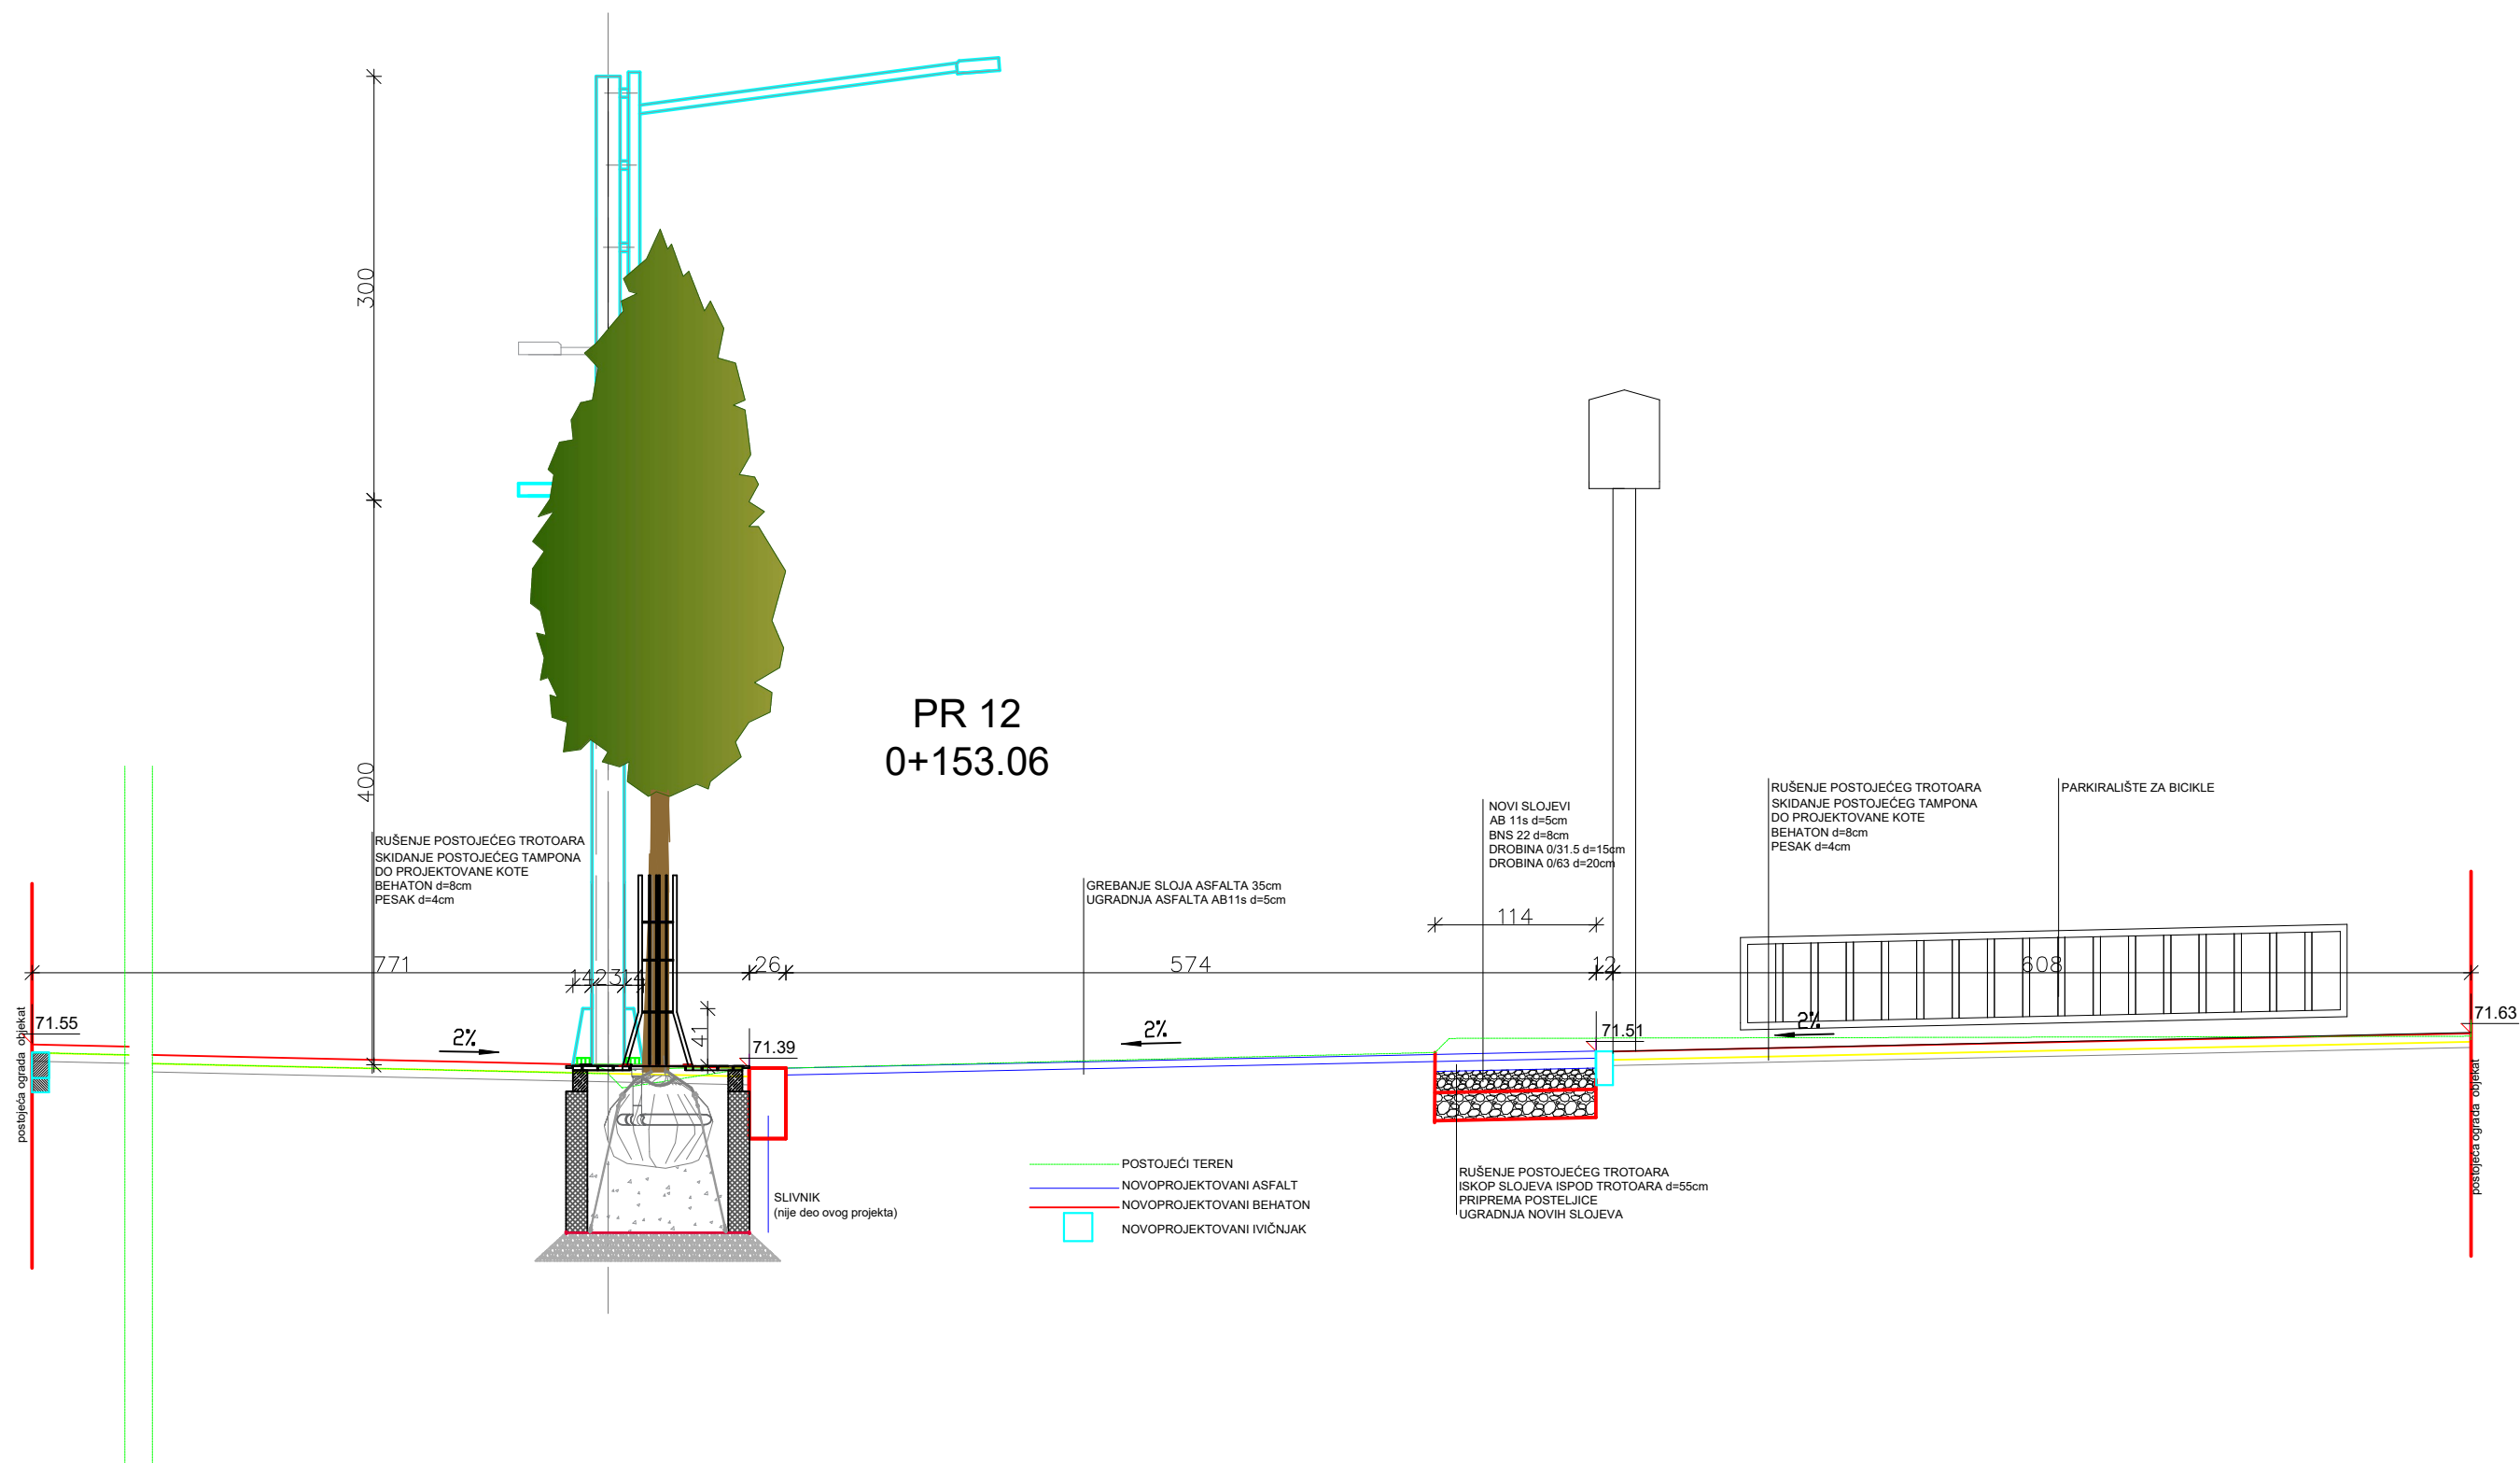 300
400
PR 12
0+153.06
RUŠENJE POSTOJEĆEG TROTOARA
SKIDANJE POSTOJEĆEG TAMPONA
DO PROJEKTOVANE KOTE
BEHATON d=8cm
PESAK d=4cm
GREBANJE SLOJA ASFALTA 35cm
UGRADNJA ASFALTA AB11s d=5cm
NOVI SLOJEVI
AB 11s d=5cm
BNS 22 d=8cm
DROBINA 0/31.5 d=15cm
DROBINA 0/63 d=20cm
RUŠENJE POSTOJEĆEG TROTOARA
SKIDANJE POSTOJEĆEG TAMPONA
DO PROJEKTOVANE KOTE
BEHATON d=8cm
PESAK d=4cm
PARKIRALIŠTE ZA BICIKLE
114
771
14
23
14
26
574
12
608
41
postojeća ograda objekat
71.55
2%
71.39
2%
71.51
2%
71.63
postojeća ograda objekat
SLIVNIK
(nije deo ovog projekta)
POSTOJEĆI TEREN
NOVOPROJEKTOVANI ASFALT
NOVOPROJEKTOVANI BEHATON
NOVOPROJEKTOVANI IVIČNJAK
RUŠENJE POSTOJEĆEG TROTOARA
ISKOP SLOJEVA ISPOD TROTOARA d=55cm
PRIPREMA POSTELJICE
UGRADNJA NOVIH SLOJEVA